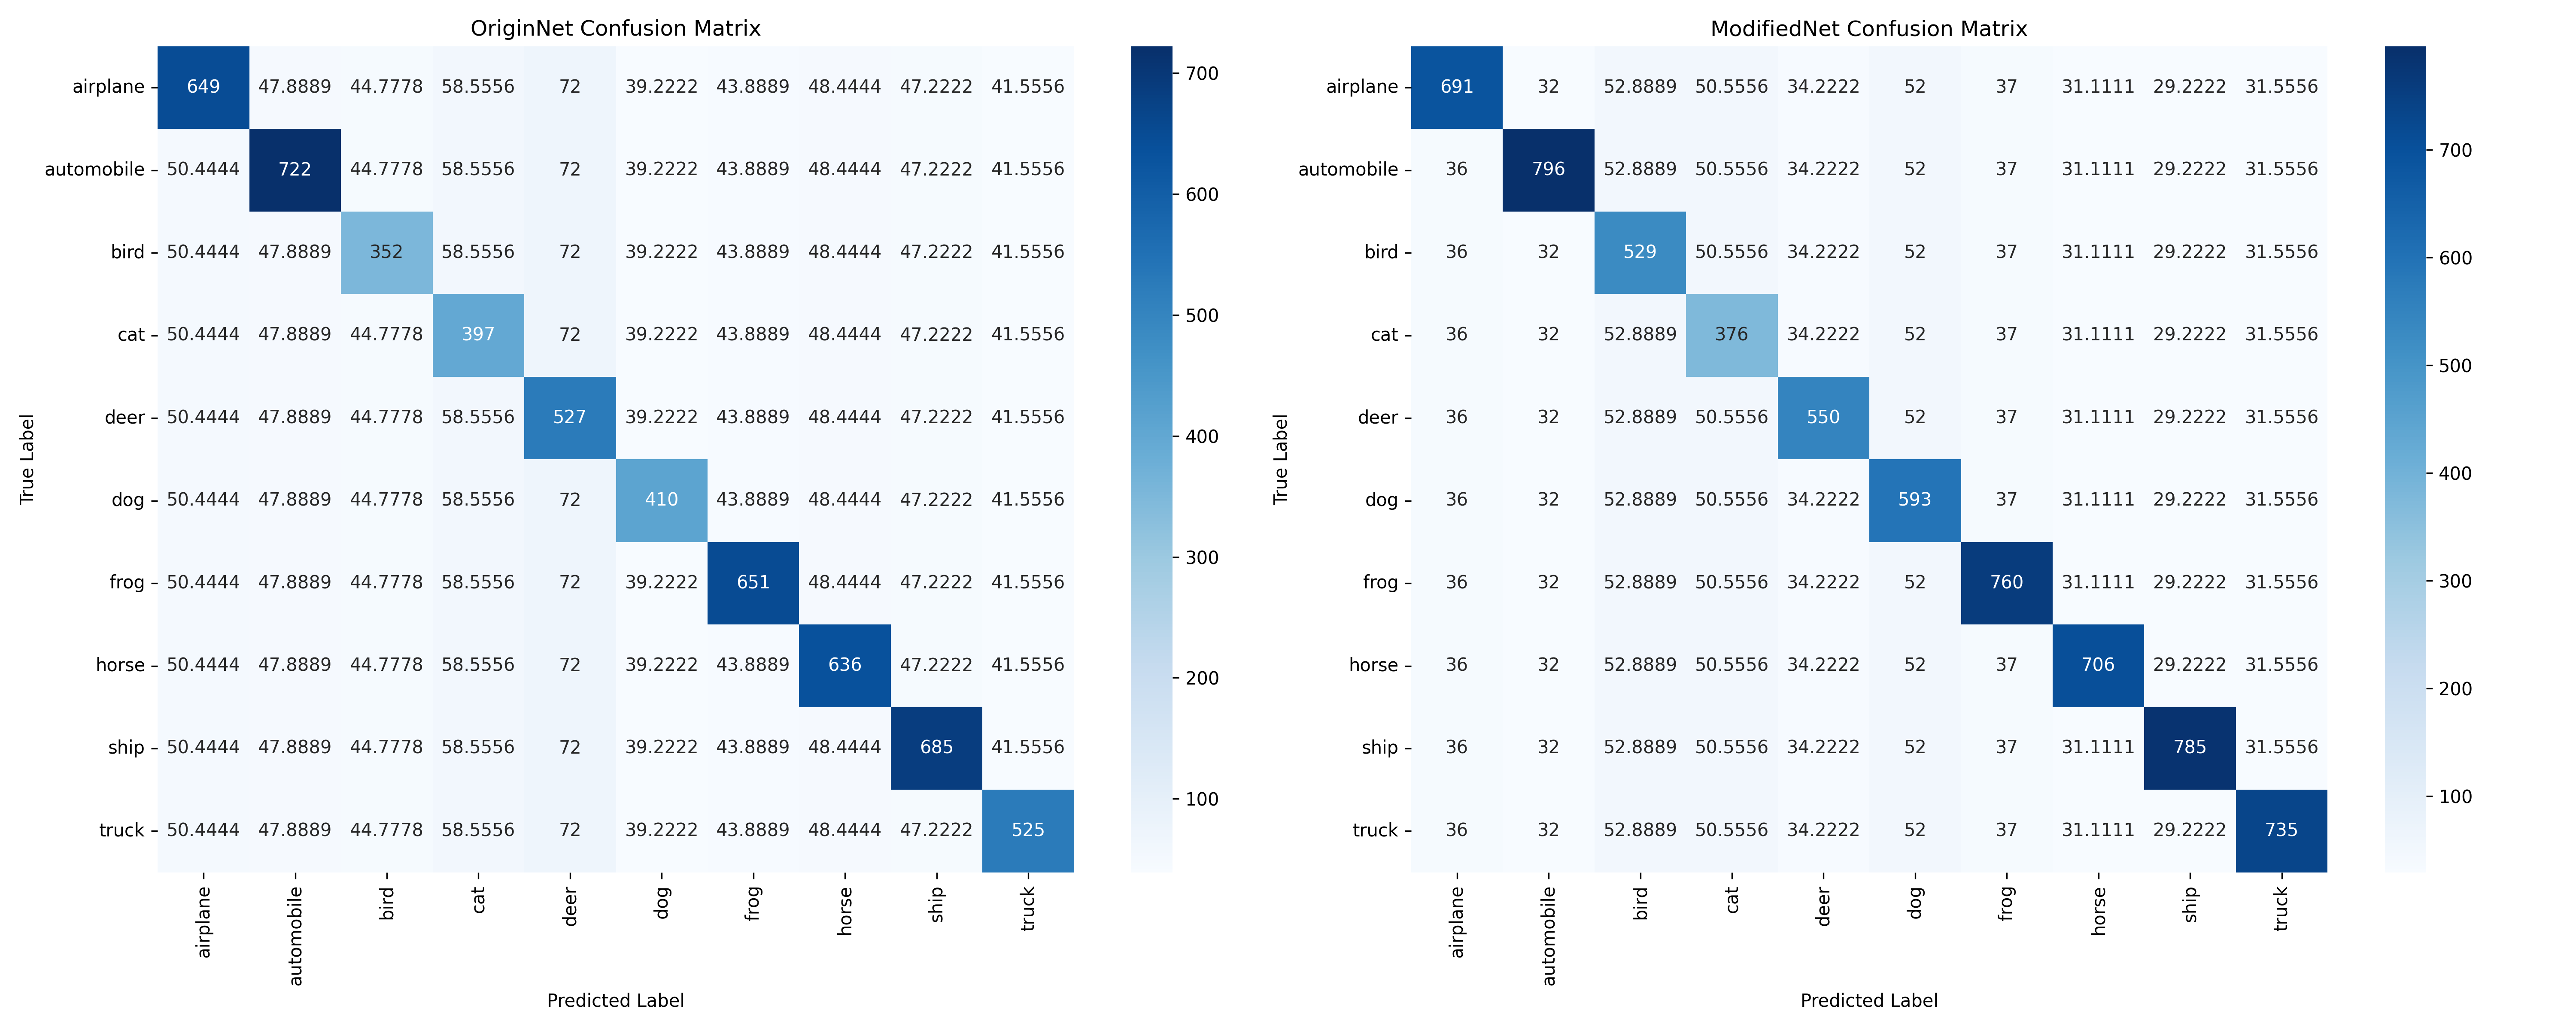 OriginNet Confusion Matrix
airplane 649 47.8889 44.7778 58.5556 72 39.2222 43.8889 48.4444 47.2222 41.5556
automobile 50.4444 722 44.7778 58.5556 72 39.2222 43.8889 48.4444 47.2222 41.5556
bird 50.4444 47.8889 352 58.5556 72 39.2222 43.8889 48.4444 47.2222 41.5556
cat 50.4444 47.8889 44.7778 397 72 39.2222 43.8889 48.4444 47.2222 41.5556
deer 50.4444 47.8889 44.7778 58.5556 527 39.2222 43.8889 48.4444 47.2222 41.5556
dog 50.4444 47.8889 44.7778 58.5556 72 410 43.8889 48.4444 47.2222 41.5556
frog 50.4444 47.8889 44.7778 58.5556 72 39.2222 651 48.4444 47.2222 41.5556
horse 50.4444 47.8889 44.7778 58.5556 72 39.2222 43.8889 636 47.2222 41.5556
ship 50.4444 47.8889 44.7778 58.5556 72 39.2222 43.8889 48.4444 685 41.5556
truck 50.4444 47.8889 44.7778 58.5556 72 39.2222 43.8889 48.4444 47.2222 525
True Label
airplane automobile bird cat deer dog frog horse ship truck
Predicted Label
700
600
500
400
300
200
100
ModifiedNet Confusion Matrix
airplane 691 32 52.8889 50.5556 34.2222 52 37 31.1111 29.2222 31.5556
automobile 36 796 52.8889 50.5556 34.2222 52 37 31.1111 29.2222 31.5556
bird 36 32 529 50.5556 34.2222 52 37 31.1111 29.2222 31.5556
cat 36 32 52.8889 376 34.2222 52 37 31.1111 29.2222 31.5556
deer 36 32 52.8889 50.5556 550 52 37 31.1111 29.2222 31.5556
dog 36 32 52.8889 50.5556 34.2222 593 37 31.1111 29.2222 31.5556
frog 36 32 52.8889 50.5556 34.2222 52 760 31.1111 29.2222 31.5556
horse 36 32 52.8889 50.5556 34.2222 52 37 706 29.2222 31.5556
ship 36 32 52.8889 50.5556 34.2222 52 37 31.1111 785 31.5556
truck 36 32 52.8889 50.5556 34.2222 52 37 31.1111 29.2222 735
True Label
airplane automobile bird cat deer dog frog horse ship truck
Predicted Label
700
600
500
400
300
200
100